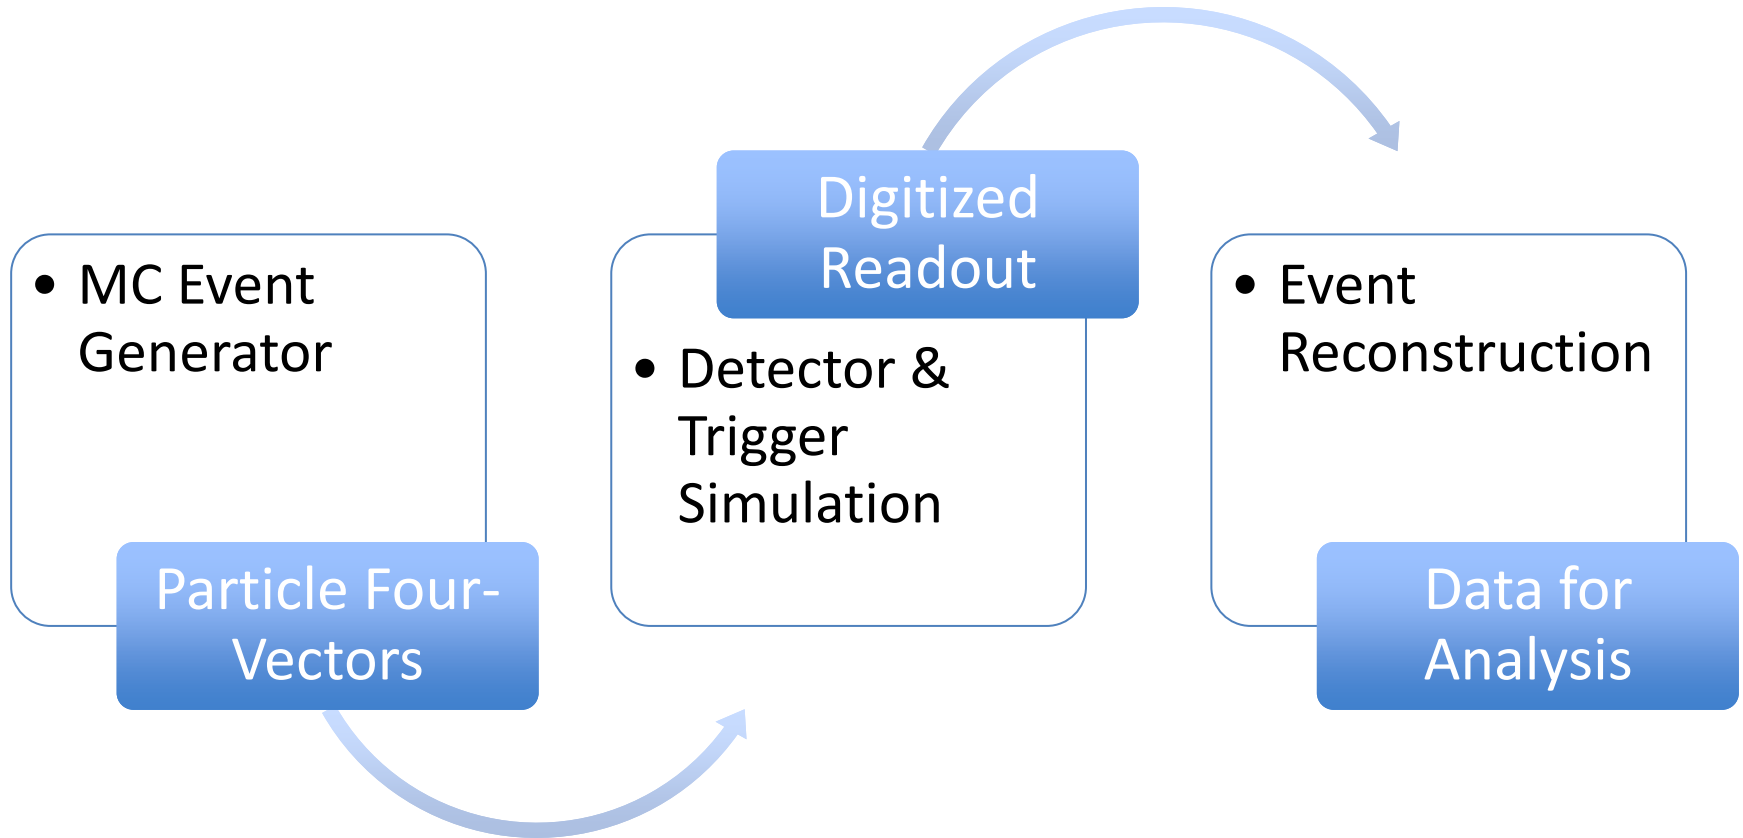 • MC Event
Generator
Particle Four-
Vectors
Digitized
Readout
• Detector &
Trigger
Simulation
• Event
Reconstruction
Data for
Analysis